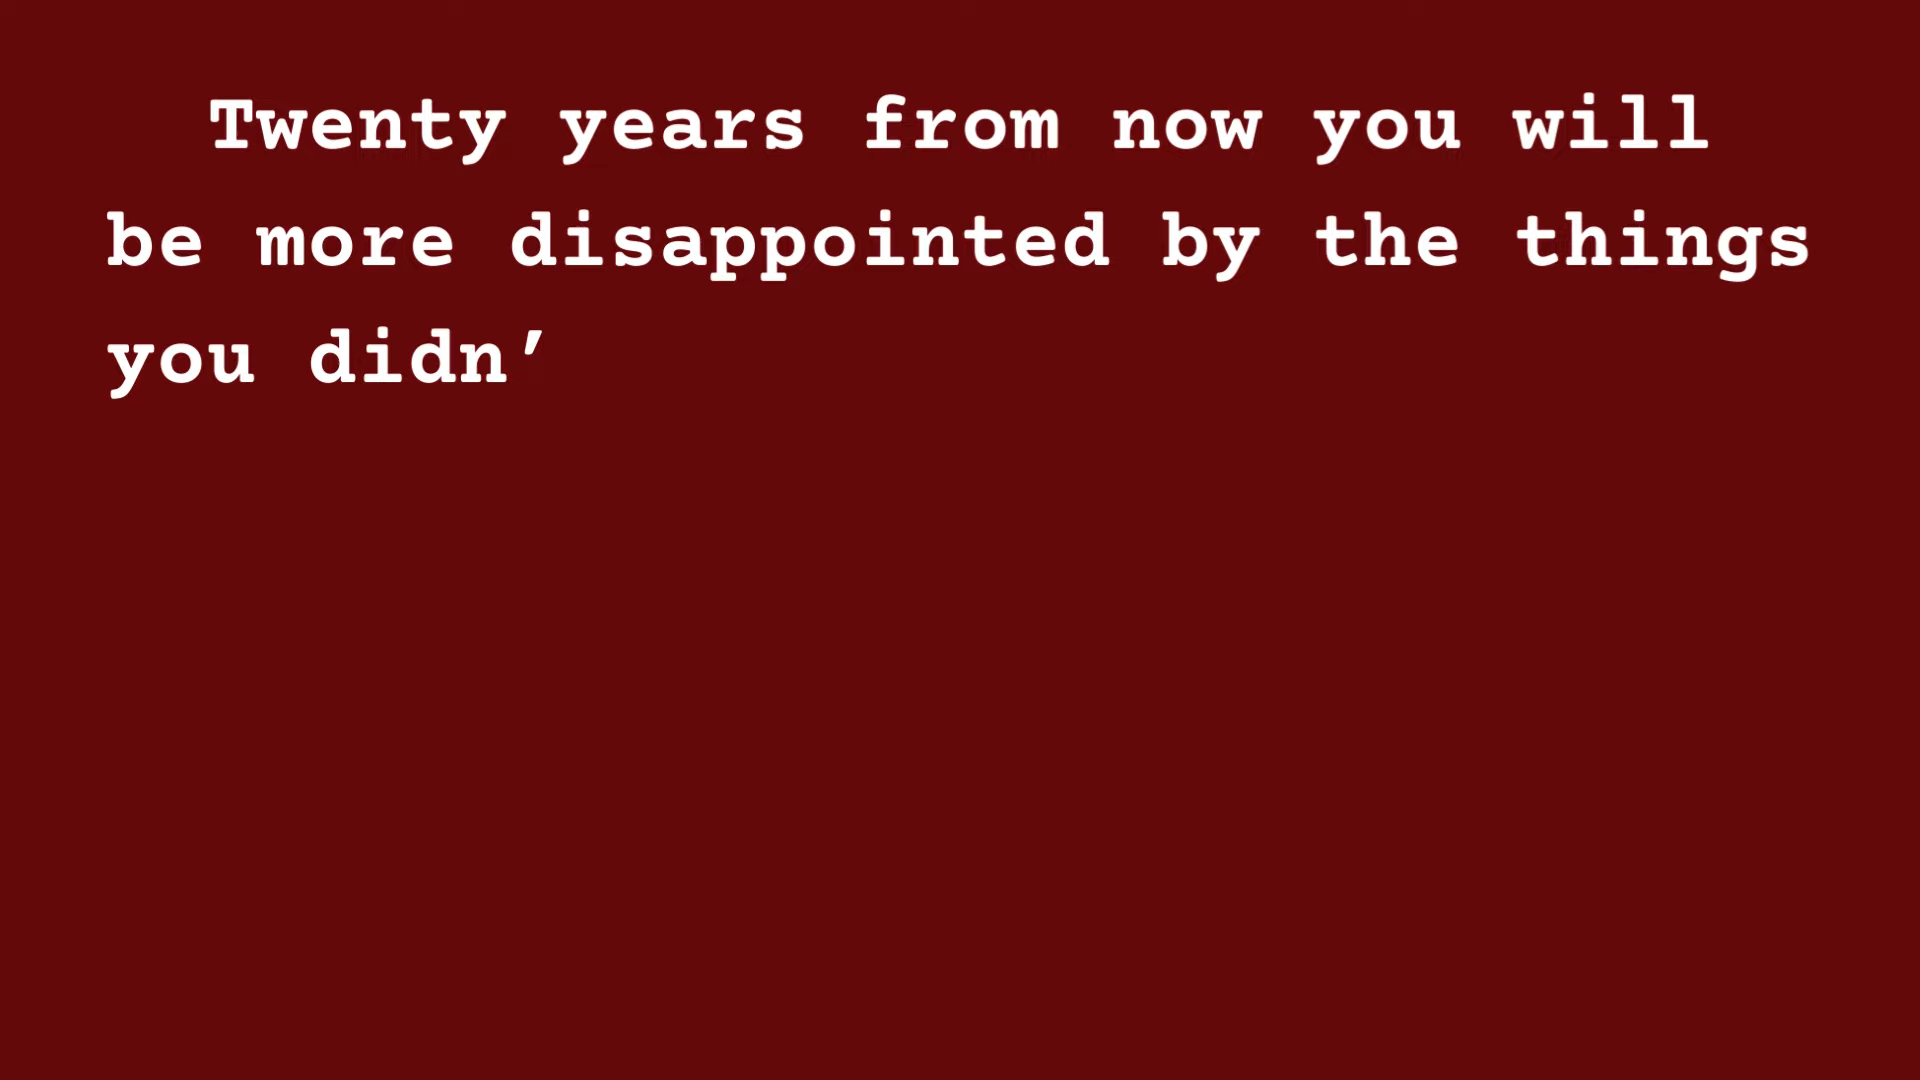 Twenty years from now you will
be more disappointed by the things
you didn’